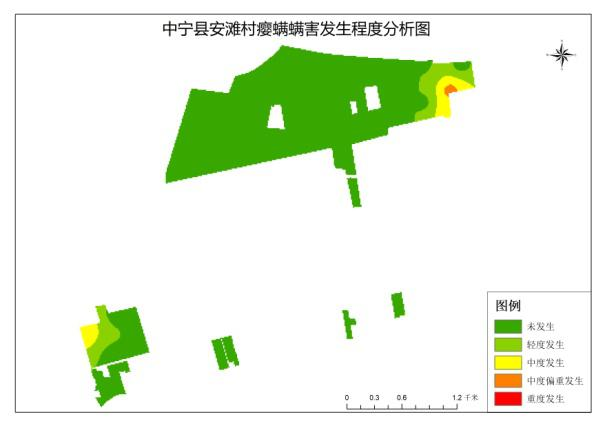 中宁县安滩村瘿螨螨害发生程度分析图
图例
未发生
轻度发生
中度发生
中度偏重发生
重度发生
0 0.3 0.6 1.2 千米